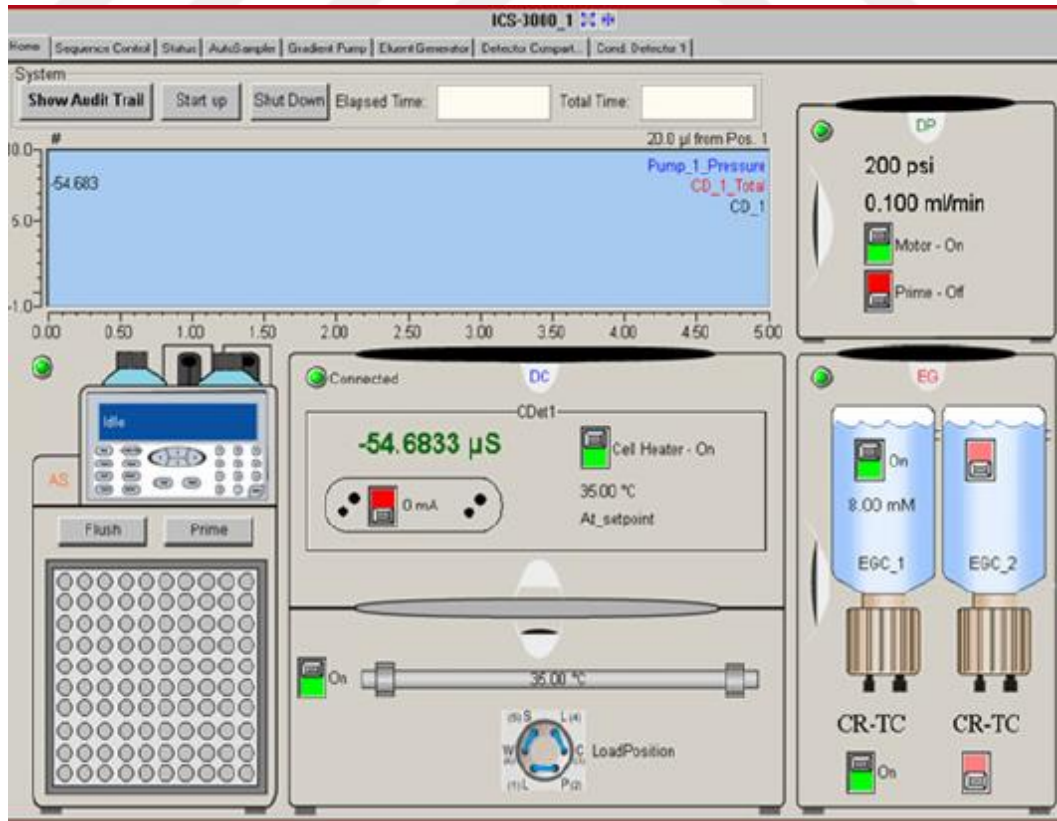 ICS-3000_1
Home Sequence Control Status AutoSampler Gradient Pump Eluent Generator Detector Compart... Cond. Detector 1
System
Show Audit Trail Start up Shut Down Elapsed Time: Total Time:
# 20.0 µl from Pos. 1
10.0
Pump_1_Pressure
-54.683
CD_1_Total
CD_1
5.0
-1.0
0.00 0.50 1.00 1.50 2.00 2.50 3.00 3.50 4.00 4.50 5.00
DP
200 psi
0.100 ml/min
Motor - On
Prime - Off
Idle
AS
Flush Prime
Connected DC
CDet1
-54.6833 µS
Cell Heater - On
0 mA
35.00 °C
At_setpoint
On
35.00 °C
(5) S L (4)
W C LoadPosition
(1) L P (2)
EG
On
8.00 mM
EGC_1 EGC_2
CR-TC CR-TC
On